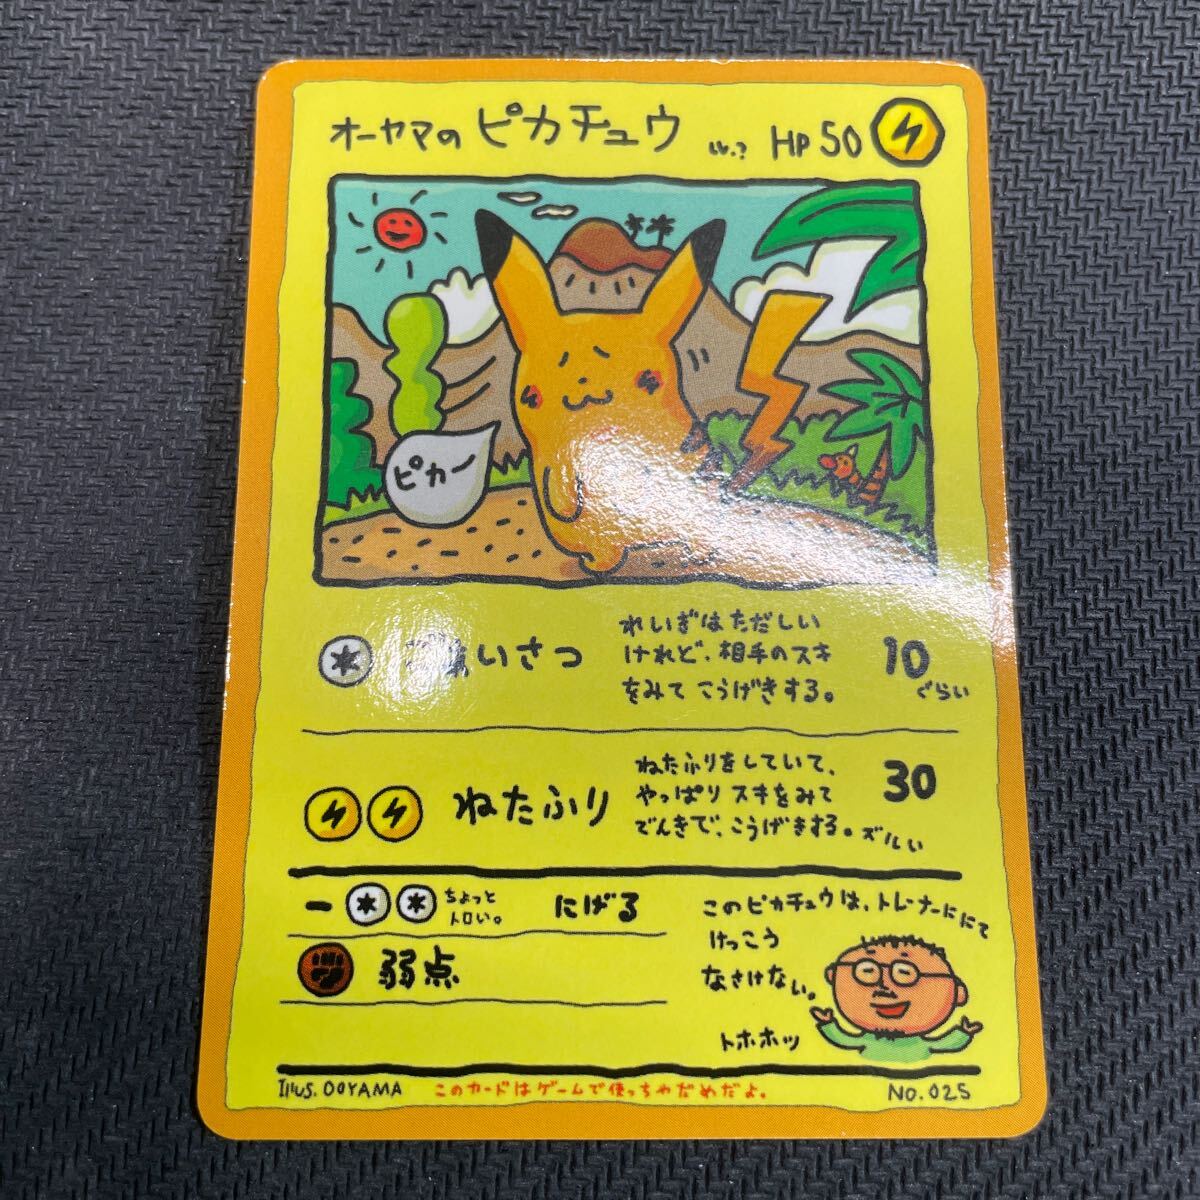 オーヤマの ピカチュウ Lv.? HP 50
ピカー
いさつ
れいぎはただしい
けれど、相手のスキ
をみて こうげきする。
10
ぐらい
ねたふり
ねたふりをしていて、
やっぱり スキをみて
でんきで、こうげきする。ズルい
30
ー
ちょっと
トロい。
にげる
弱点
このピカチュウは、トレーナーににて
けっこう
なさけない。
トホホッ
Illus. OOYAMA このカードはゲームで使っちゃだめだよ。 NO. 025